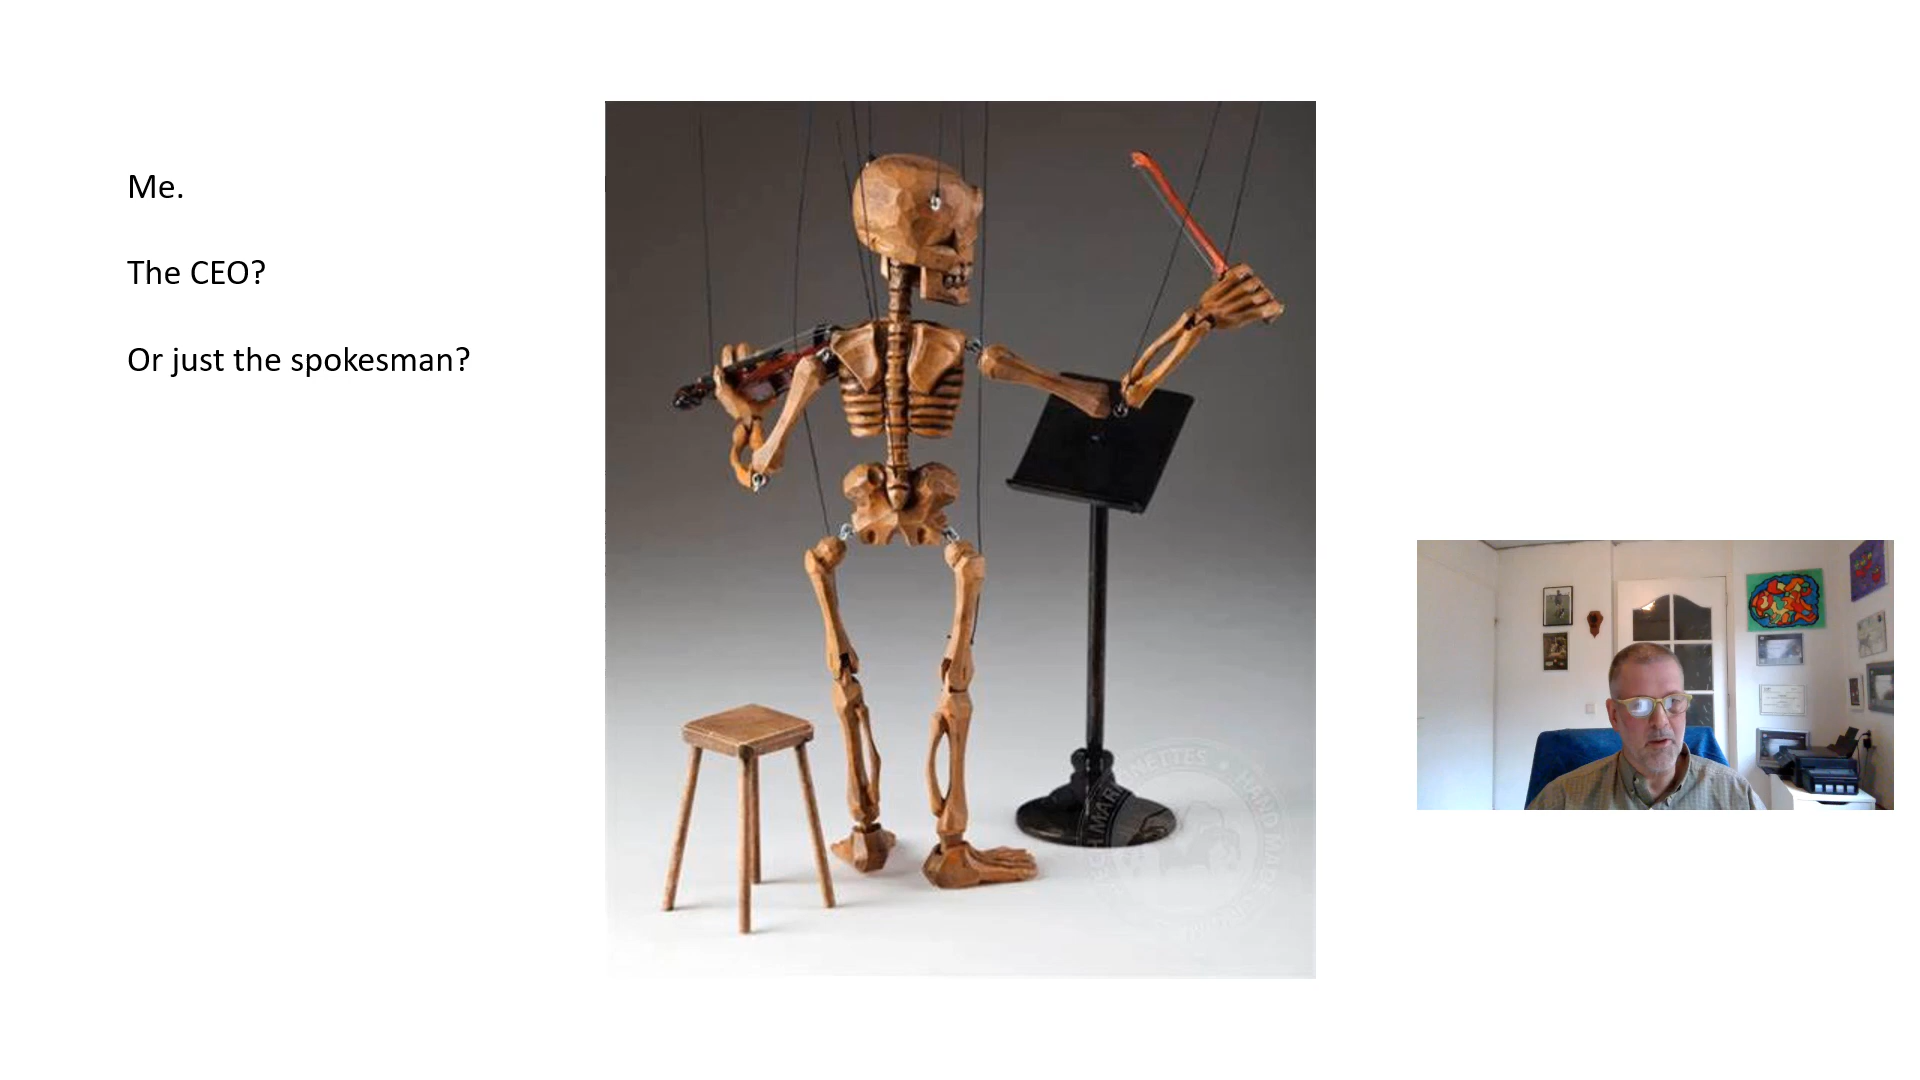 Me.
The CEO?
Or just the spokesman?